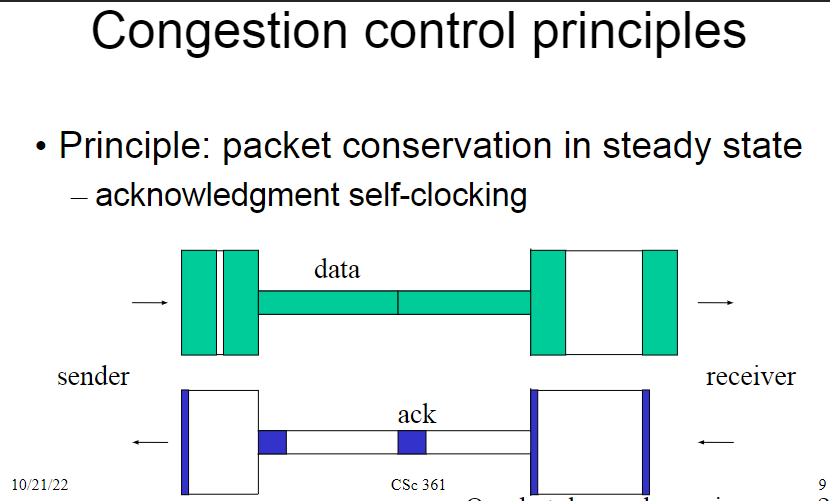 Congestion control principles
• Principle: packet conservation in steady state
– acknowledgment self-clocking
data
sender
receiver
ack
10/21/22
CSc 361
9